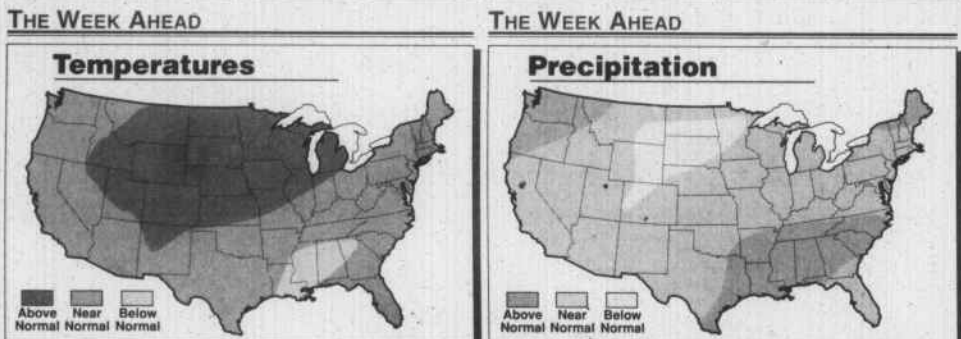 THE WEEK AHEAD
Temperatures
Above Normal
Near Normal
Below Normal
THE WEEK AHEAD
Precipitation
Above Normal
Near Normal
Below Normal